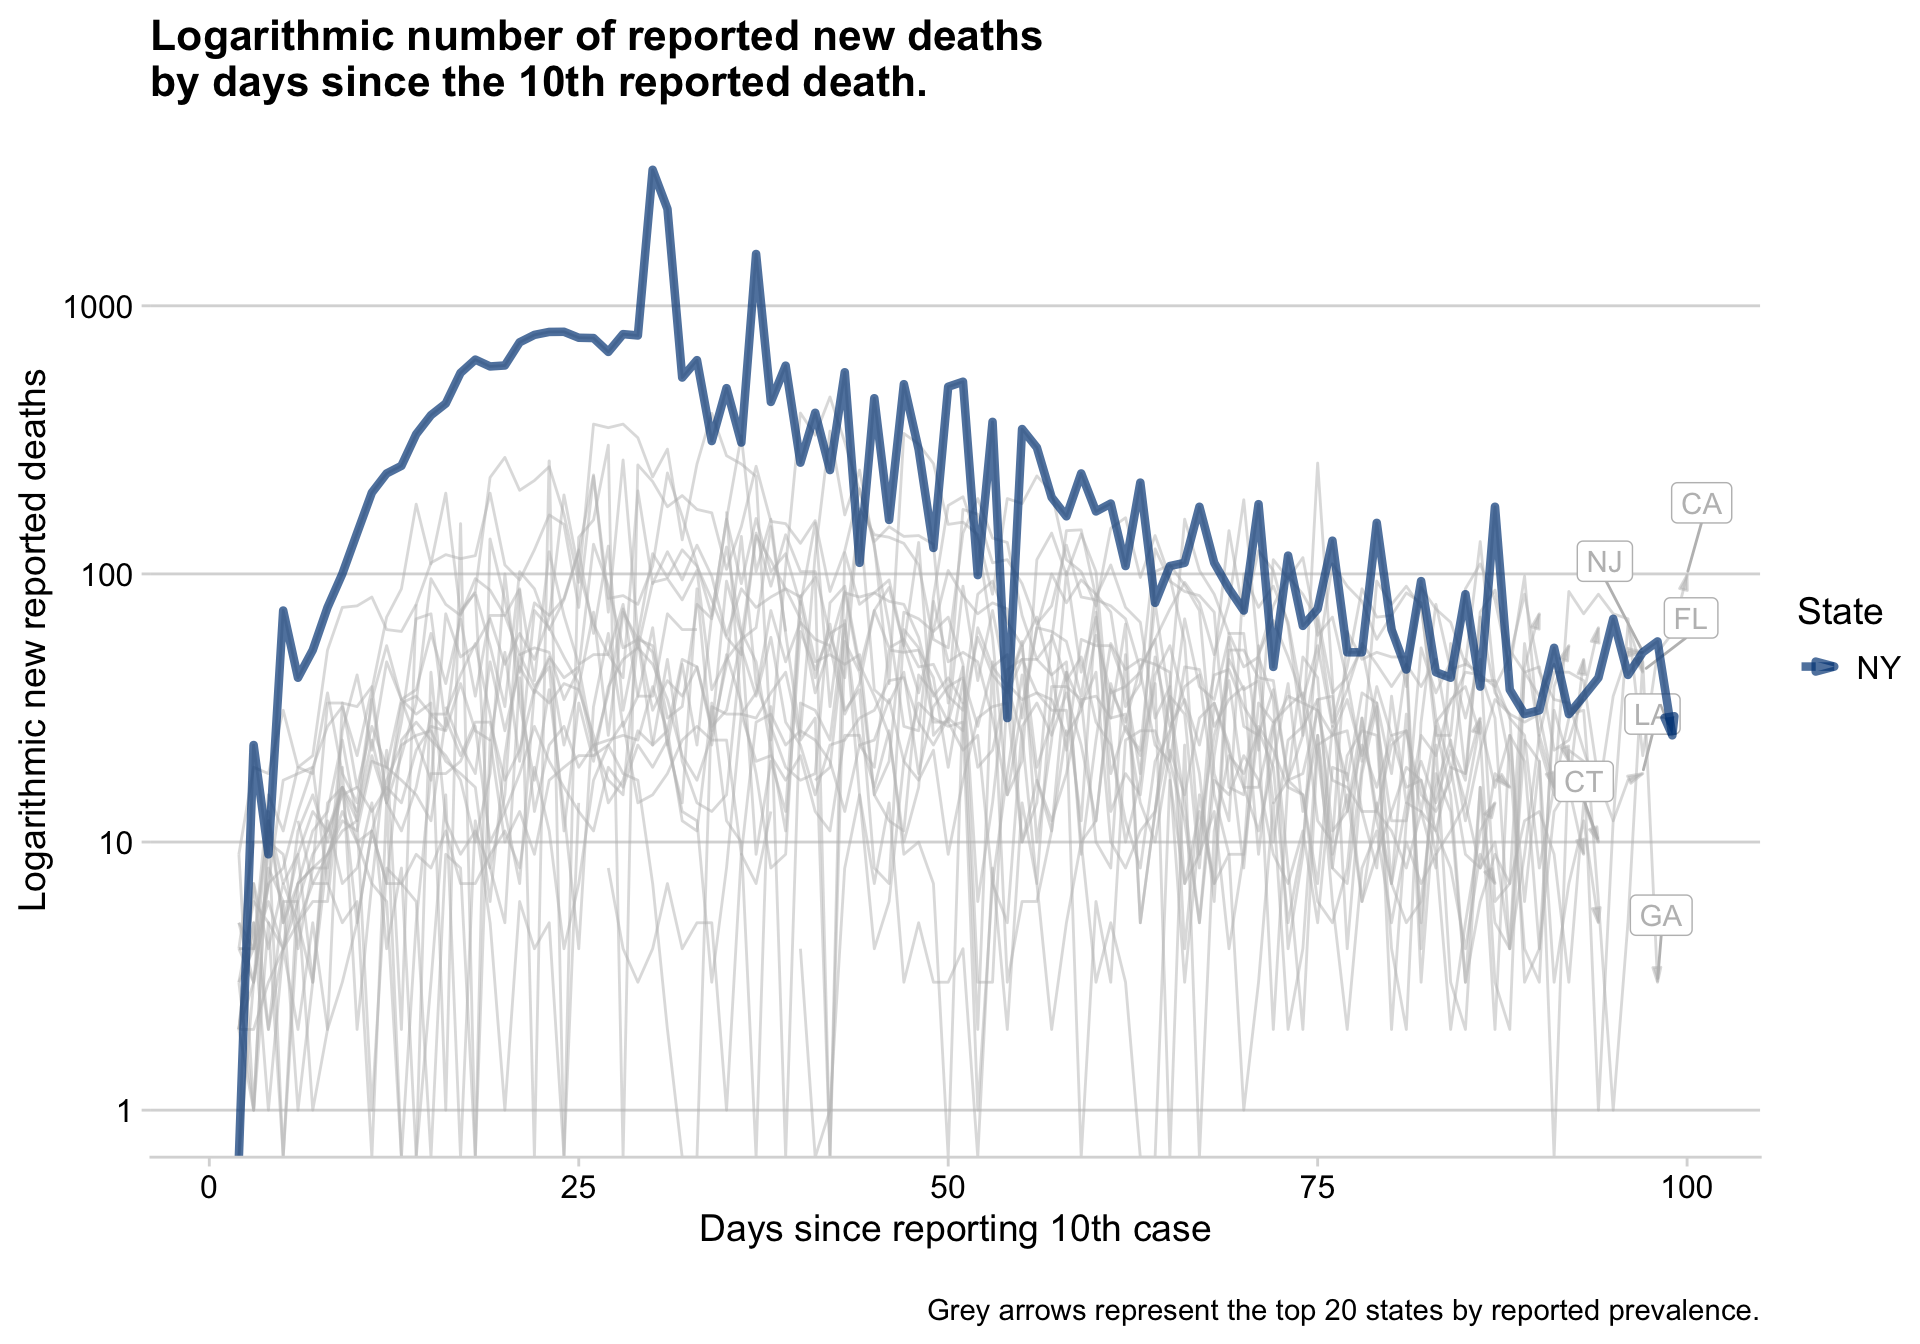 Logarithmic number of reported new deaths
by days since the 10th reported death.
Logarithmic new reported deaths
1000
100
10
1
CA
NJ
FL
LA
CT
GA
State
NY
0 25 50 75 100
Days since reporting 10th case
Grey arrows represent the top 20 states by reported prevalence.